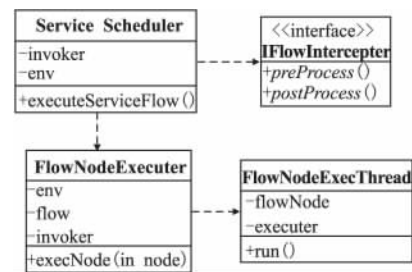 Service Scheduler
-invoker
-env
+executeServiceFlow()
<<interface>>
IFlowIntercepter
+preProcess()
+postProcess()
FlowNodeExecuter
-env
-flow
-invoker
+execNode(in node)
FlowNodeExecThread
-flowNode
-executer
+run()